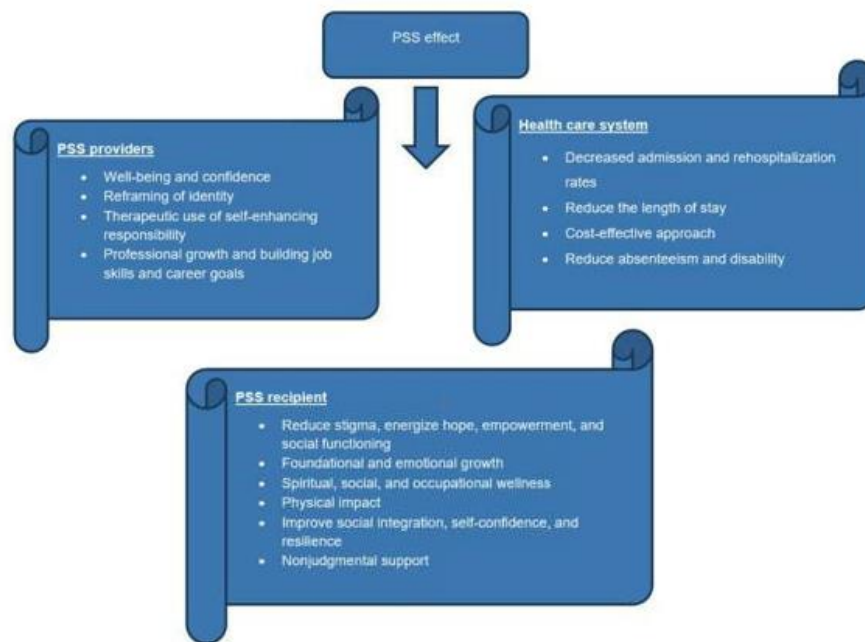 PSS effect
PSS providers
• Well-being and confidence
• Reframing of identity
• Therapeutic use of self-enhancing
responsibility
• Professional growth and building job
skills and career goals
Health care system
• Decreased admission and rehospitalization
rates
• Reduce the length of stay
• Cost-effective approach
• Reduce absenteeism and disability
PSS recipient
• Reduce stigma, energize hope, empowerment, and
social functioning
• Foundational and emotional growth
• Spiritual, social, and occupational wellness
• Physical impact
• Improve social integration, self-confidence, and
resilience
• Nonjudgmental support